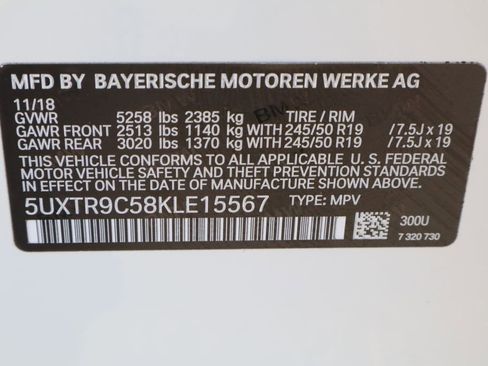 MFD BY BAYERISCHE MOTOREN WERKE AG
11/18
GVWR 5258 lbs 2385 kg TIRE / RIM
GAWR FRONT 2513 lbs 1140 kg WITH 245/50 R19 / 7.5J x 19
GAWR REAR 3020 lbs 1370 kg WITH 245/50 R19 / 7.5J x 19
THIS VEHICLE CONFORMS TO ALL APPLICABLE U. S. FEDERAL
MOTOR VEHICLE SAFETY AND THEFT PREVENTION STANDARDS
IN EFFECT ON THE DATE OF MANUFACTURE SHOWN ABOVE.
5UXTR9C58KLE15567 TYPE: MPV
300U
7 320 730